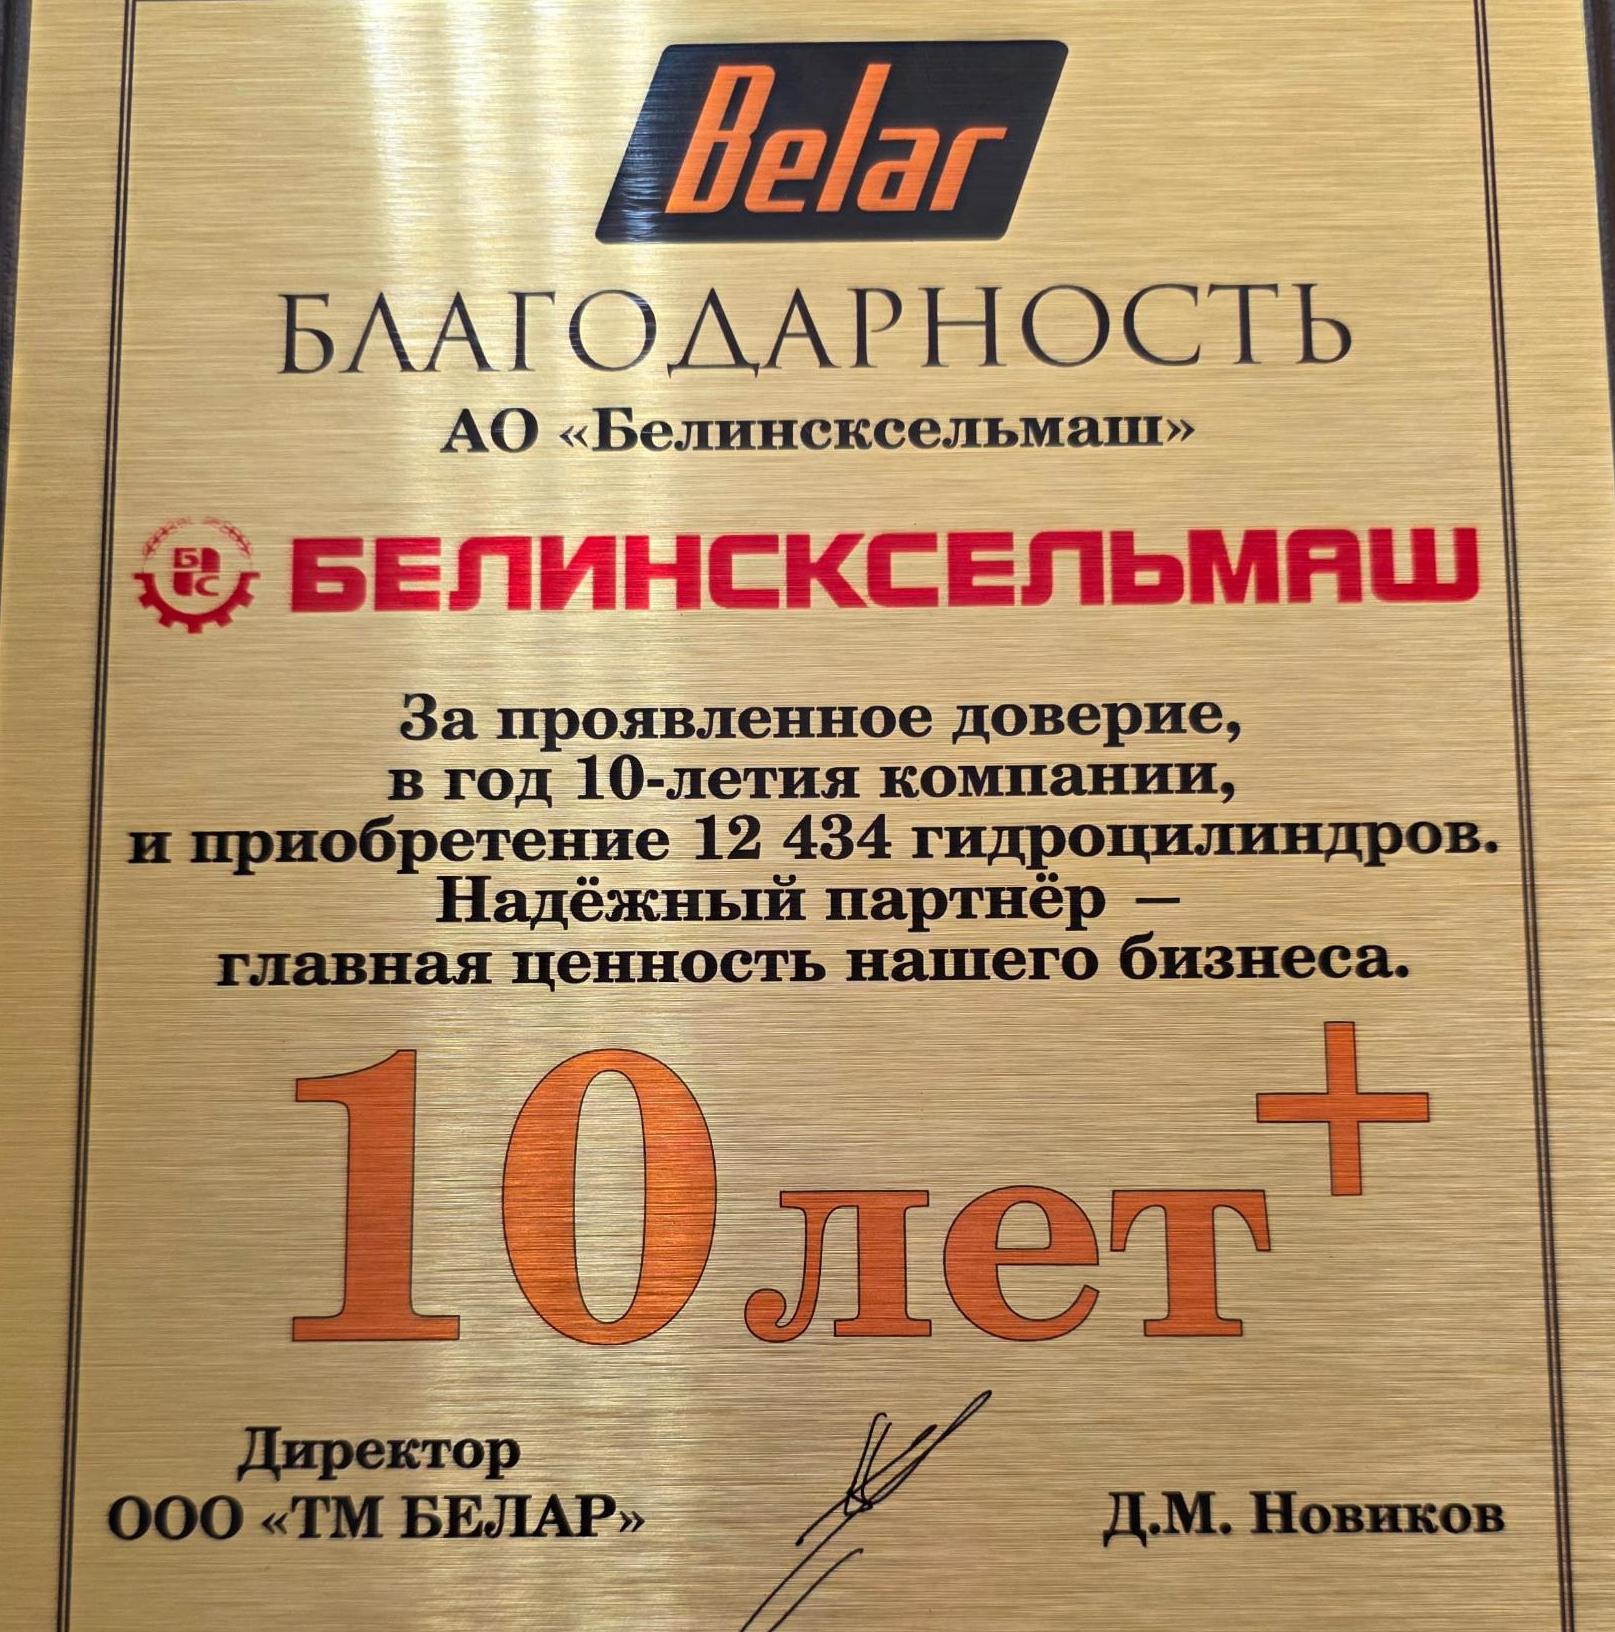 Belar
БЛАГОДАРНОСТЬ
АО «Белинсксельмаш»
БС
БЕЛИНСКСЕЛЬМАШ
За проявленное доверие,
в год 10-летия компании,
и приобретение 12 434 гидроцилиндров.
Надёжный партнёр –
главная ценность нашего бизнеса.
10 лет+
Директор
ООО «ТМ БЕЛАР»
Д.М. Новиков